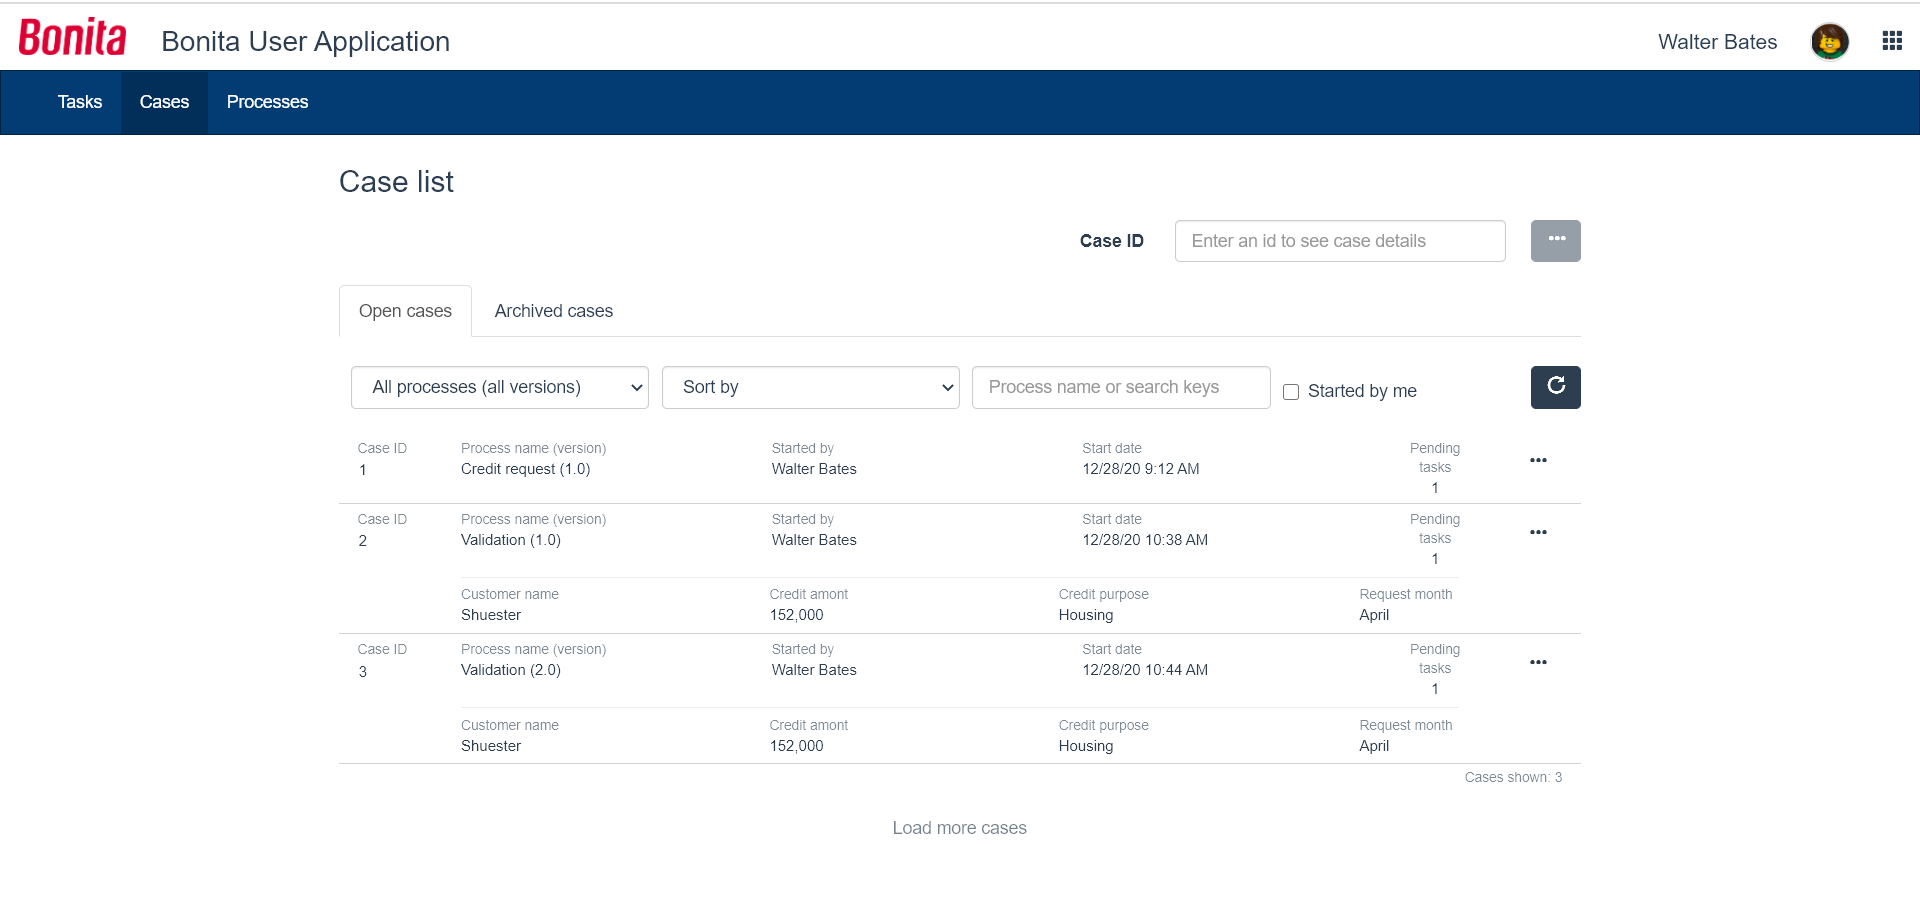 Bonita Bonita User Application Walter Bates
Tasks Cases Processes
Case list
Case ID Enter an id to see case details
Open cases Archived cases
All processes (all versions) Sort by Process name or search keys Started by me
Case ID Process name (version) Started by Start date Pending tasks
1 Credit request (1.0) Walter Bates 12/28/20 9:12 AM 1
Case ID Process name (version) Started by Start date Pending tasks
2 Validation (1.0) Walter Bates 12/28/20 10:38 AM 1
Customer name Credit amont Credit purpose Request month
Shuester 152,000 Housing April
Case ID Process name (version) Started by Start date Pending tasks
3 Validation (2.0) Walter Bates 12/28/20 10:44 AM 1
Customer name Credit amont Credit purpose Request month
Shuester 152,000 Housing April
Cases shown: 3
Load more cases